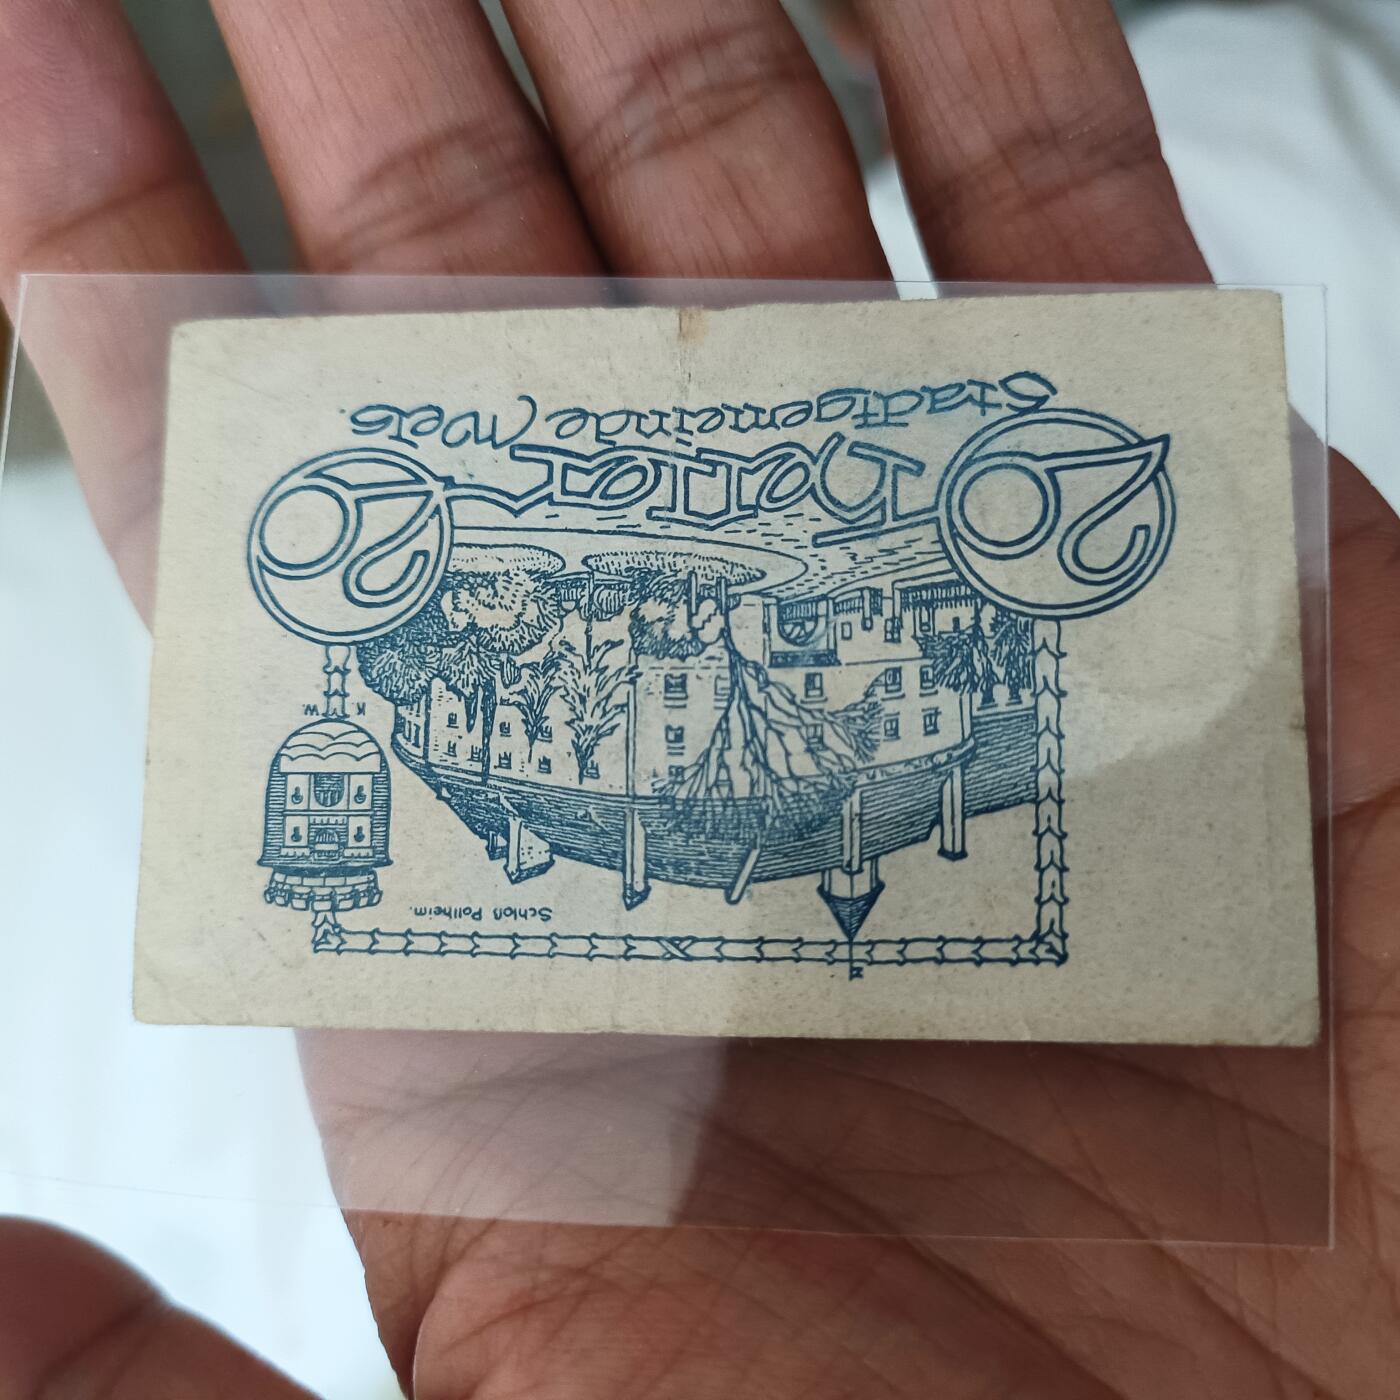 Schloß Pollheim.
K. W.
20 Heller 20
Stadtgemeinde Wels